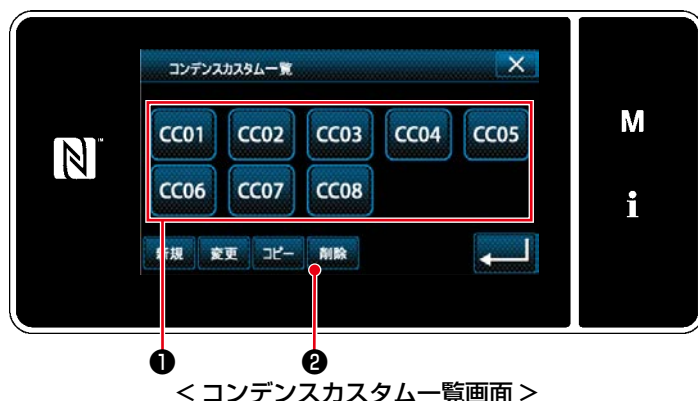 コンデンスカスタム一覧
CC01 CC02 CC03 CC04 CC05
CC06 CC07 CC08
新規 変更 コピー 削除
M
i
❶ ❷
＜コンデンスカスタム一覧画面＞